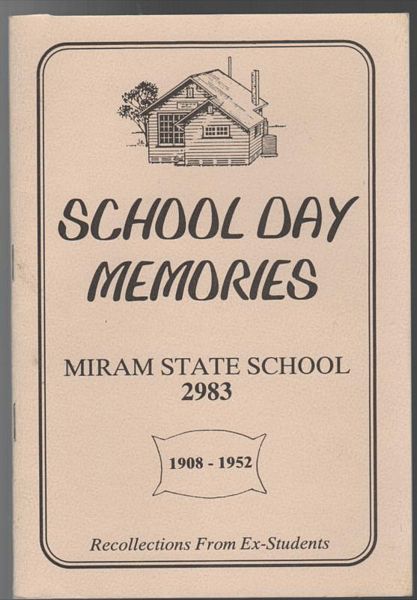 SCHOOL DAY
MEMORIES
MIRAM STATE SCHOOL
2983
1908 - 1952
Recollections From Ex-Students